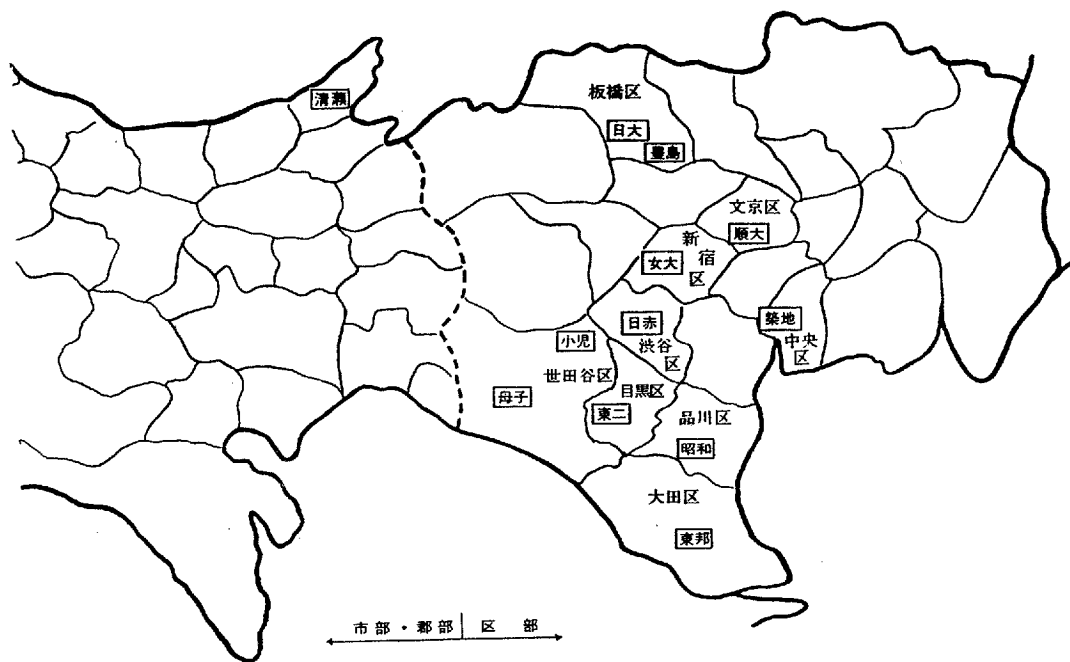 清瀬
板橋区
日大
豊島
文京区
順大
新宿区
女大
築地
中央区
日赤
渋谷区
小児
世田谷区
母子
目黒区
東二
品川区
昭和
大田区
東邦
市部・郡部
区部